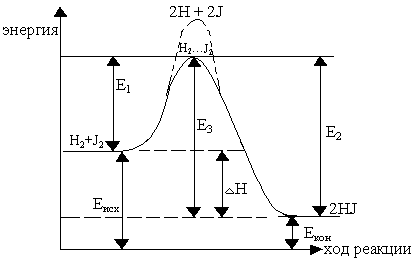 2H + 2J
энергия
H₂...J₂
E₁
E₃
E₂
H₂+J₂
△H
Eисх
2HJ
Eкон
ход реакции